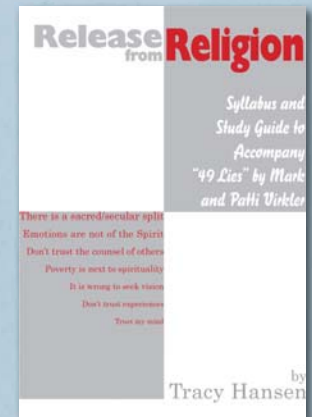 Release
from
Religion
Syllabus and
Study Guide to
Accompany
"49 Lies" by Mark
and Patti Virkler
There is a sacred/secular split
Emotions are not of the Spirit
Don't trust the counsel of others
Poverty is next to spirituality
It is wrong to seek vision
Don't trust experiences
Trust my mind
by
Tracy Hansen